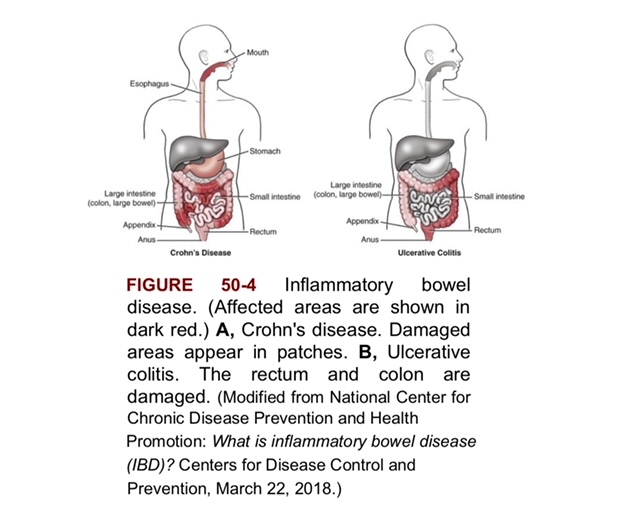 Mouth
Esophagus
Stomach
Large intestine
(colon, large bowel)
Small intestine
Appendix
Rectum
Anus
Crohn's Disease
Large intestine
(colon, large bowel)
Small intestine
Appendix
Rectum
Anus
Ulcerative Colitis
FIGURE 50-4 Inflammatory bowel
disease. (Affected areas are shown in
dark red.) A, Crohn's disease. Damaged
areas appear in patches. B, Ulcerative
colitis. The rectum and colon are
damaged. (Modified from National Center for
Chronic Disease Prevention and Health
Promotion: What is inflammatory bowel disease
(IBD)? Centers for Disease Control and
Prevention, March 22, 2018.)